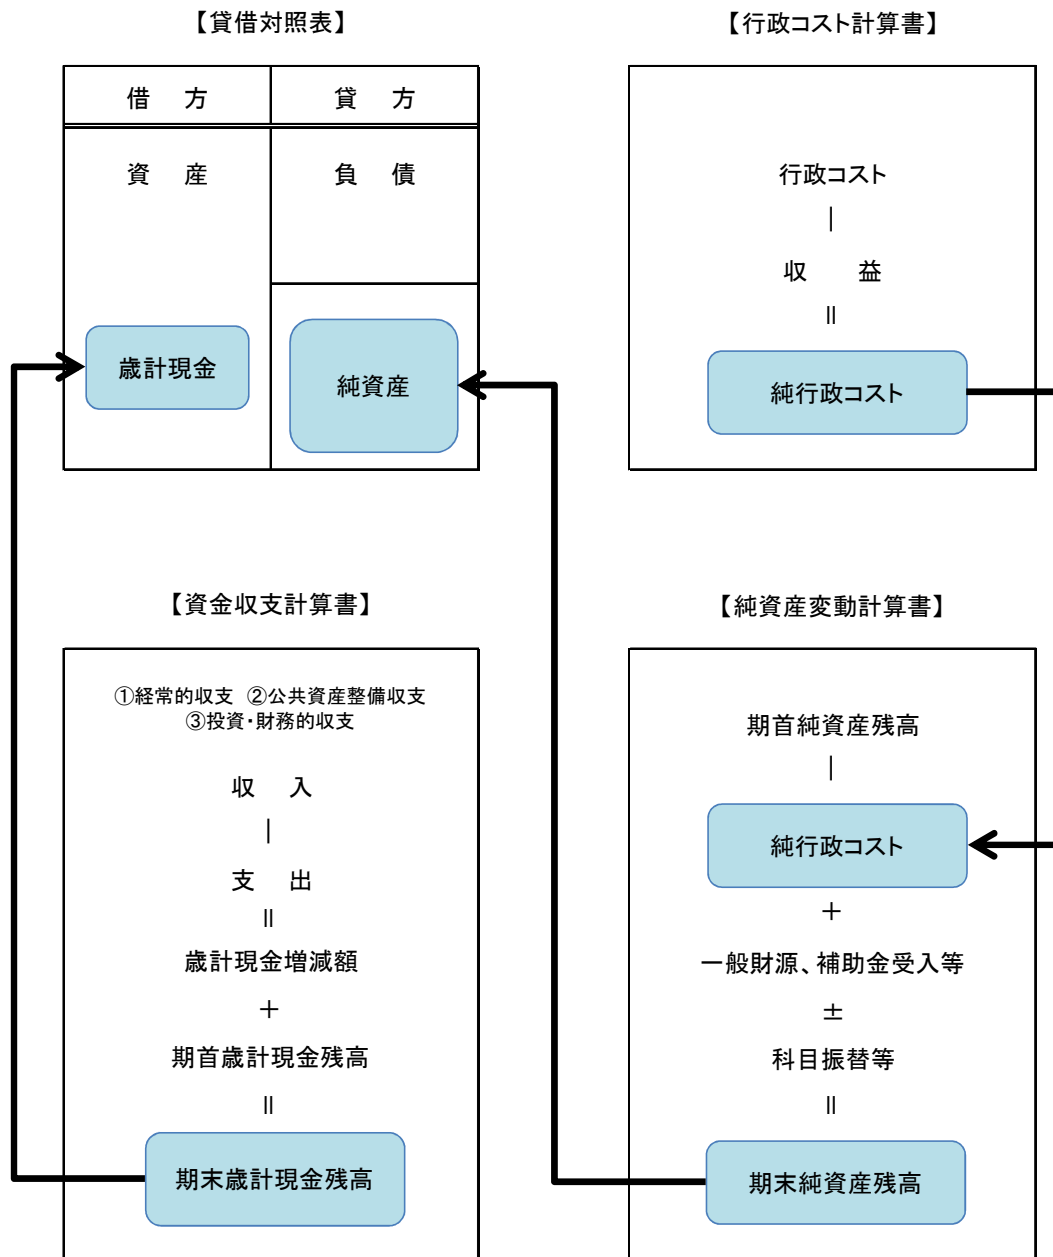 【貸借対照表】
借　方
貸　方
資　産
負　債
歳計現金
純資産
【行政コスト計算書】
行政コスト
｜
収　　益
＝
純行政コスト
【資金収支計算書】
①経常的収支 ②公共資産整備収支
③投資・財務的収支
収　入
｜
支　出
＝
歳計現金増減額
＋
期首歳計現金残高
＝
期末歳計現金残高
【純資産変動計算書】
期首純資産残高
｜
純行政コスト
＋
一般財源、補助金受入等
±
科目振替等
＝
期末純資産残高